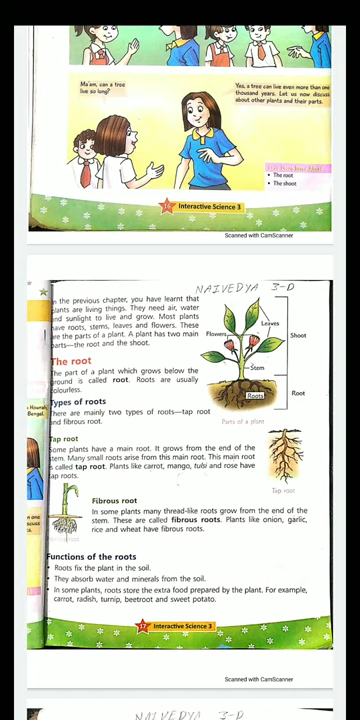 Ma'am, can a tree
live so long?
Yes, a tree can live even more than one
thousand years. Let us now discuss
about other plants and their parts.
• The root
• The shoot
Interactive Science 3
Scanned with CamScanner
NAIVEDYA 3-D
In the previous chapter, you have learnt that
plants are living things. They need air, water
and sunlight to live and grow. Most plants
have roots, stems, leaves and flowers. These
are the parts of a plant. A plant has two main
parts—the root and the shoot.
Leaves
Flowers
Shoot
Stem
Roots
Root
Parts of a plant
The root
The part of a plant which grows below the
ground is called root. Roots are usually
colourless.
Types of roots
There are mainly two types of roots—tap root
and fibrous root.
Howrah,
Bengal.
Tap root
Some plants have a main root. It grows from the end of the
stem. Many small roots arise from this main root. This main root
is called tap root. Plants like carrot, mango, tulsi and rose have
tap roots.
Tap root
Fibrous root
In some plants many thread-like roots grow from the end of the
stem. These are called fibrous roots. Plants like onion, garlic,
rice and wheat have fibrous roots.
Functions of the roots
• Roots fix the plant in the soil.
• They absorb water and minerals from the soil.
• In some plants, roots store the extra food prepared by the plant. For example,
carrot, radish, turnip, beetroot and sweet potato.
17 Interactive Science 3
Scanned with CamScanner
NAIVEDYA 3-D